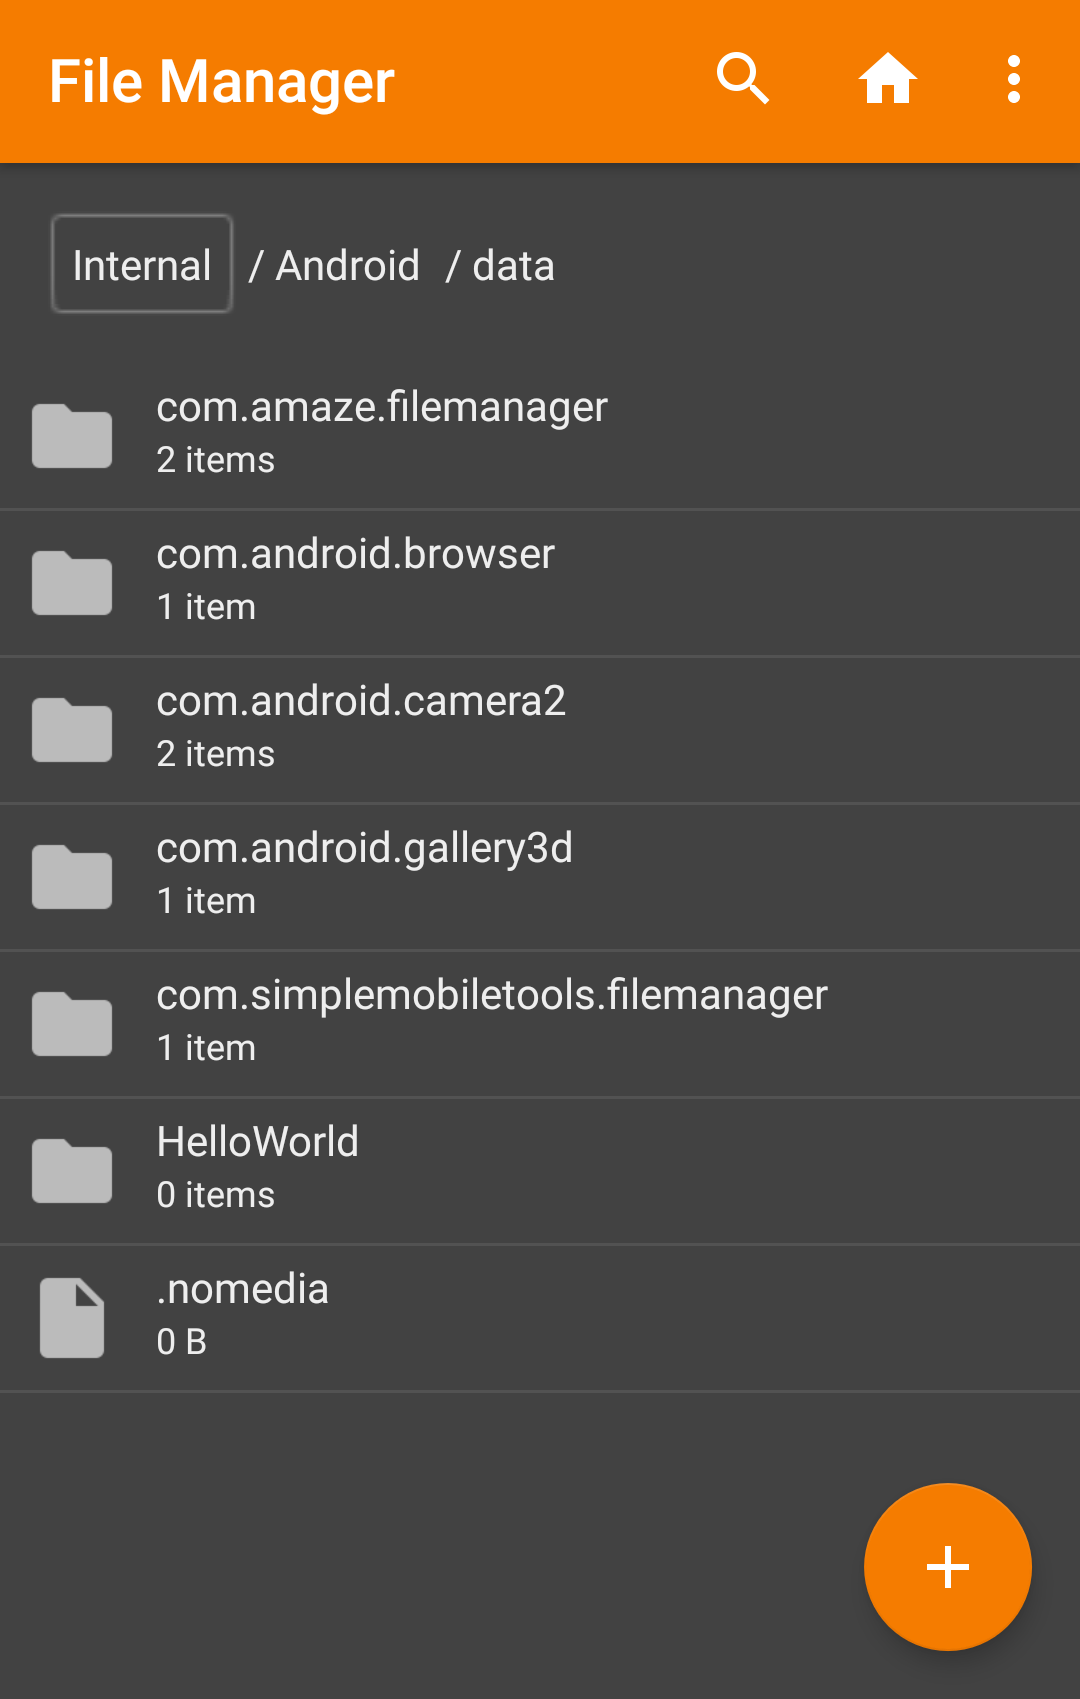 File Manager
Internal / Android / data
com.amaze.filemanager
2 items
com.android.browser
1 item
com.android.camera2
2 items
com.android.gallery3d
1 item
com.simplemobiletools.filemanager
1 item
HelloWorld
0 items
.nomedia
0 B